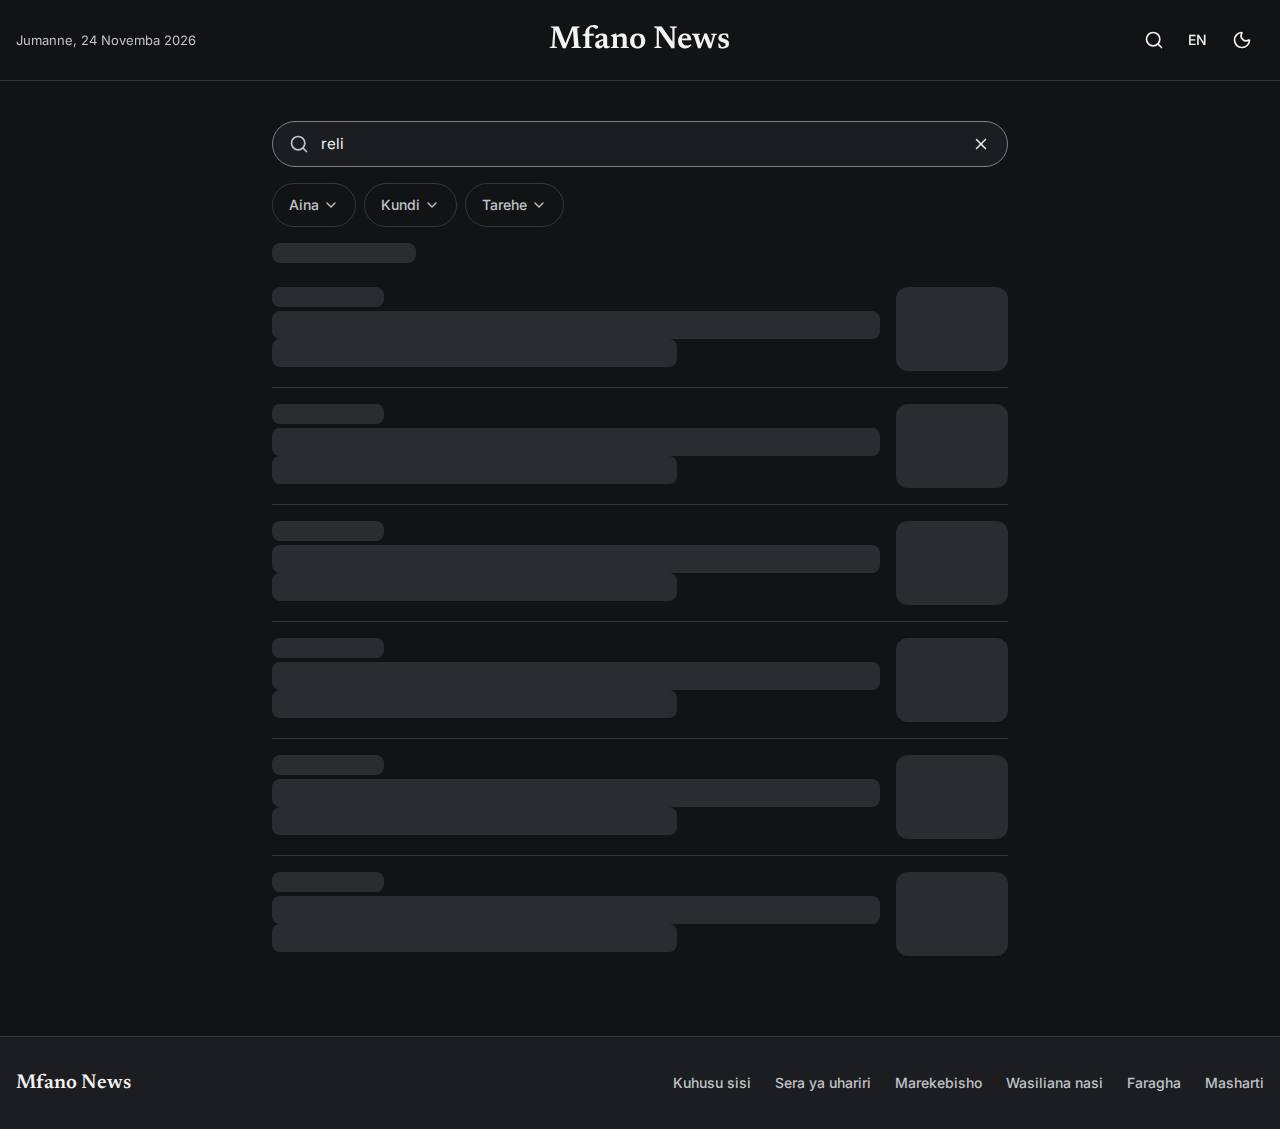 Jumanne, 24 Novemba 2026
Mfano News
EN
reli
Aina
Kundi
Tarehe
Mfano News
Kuhusu sisi
Sera ya uhariri
Marekebisho
Wasiliana nasi
Faragha
Masharti